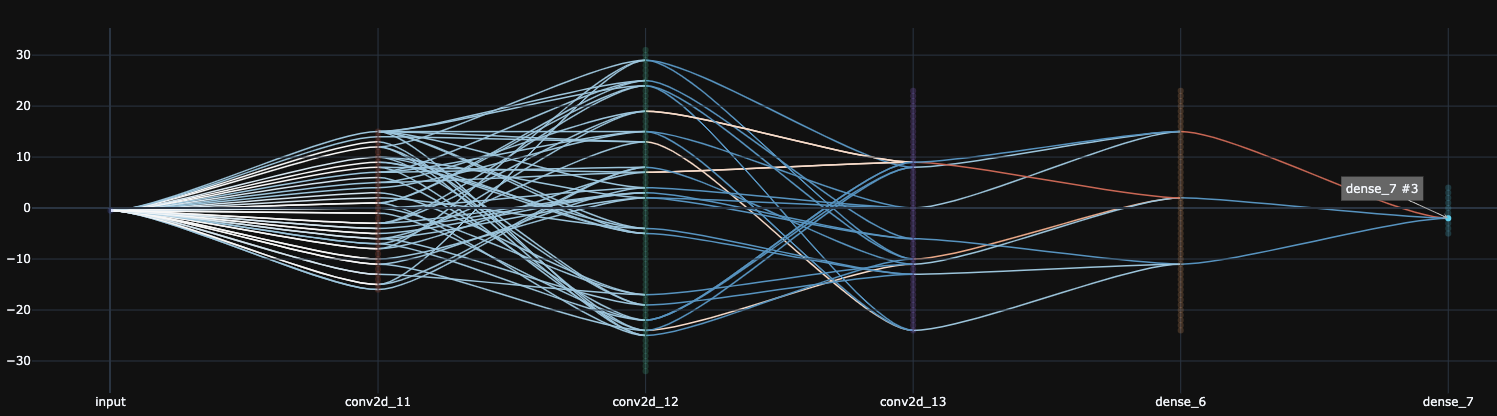 30
20
10
0
−10
−20
−30
dense_7 #3
input
conv2d_11
conv2d_12
conv2d_13
dense_6
dense_7